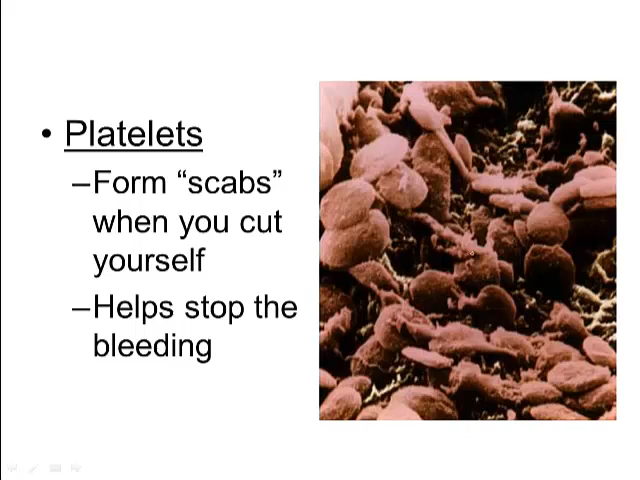 • Platelets
–Form “scabs”
when you cut
yourself
–Helps stop the
bleeding